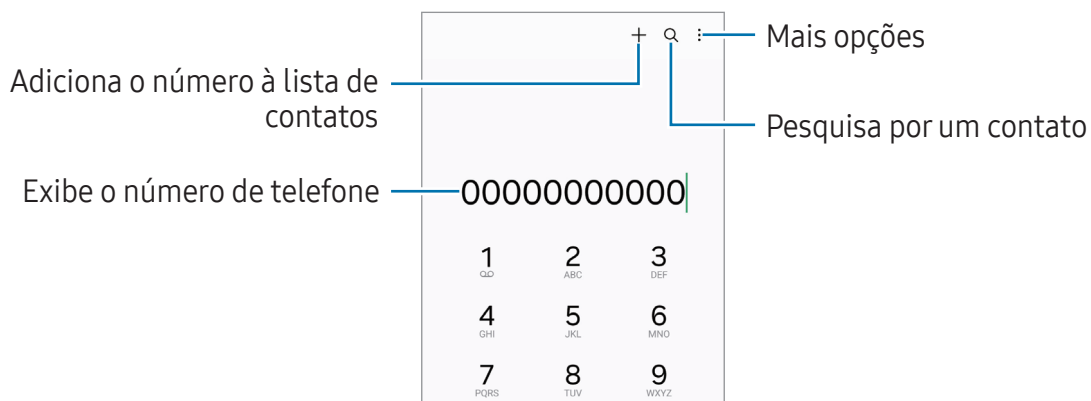 Mais opções
Adiciona o número à lista de
contatos
Pesquisa por um contato
Exibe o número de telefone
00000000000
1 2 3
ABC DEF
4 5 6
GHI JKL MNO
7 8 9
PQRS TUV WXYZ